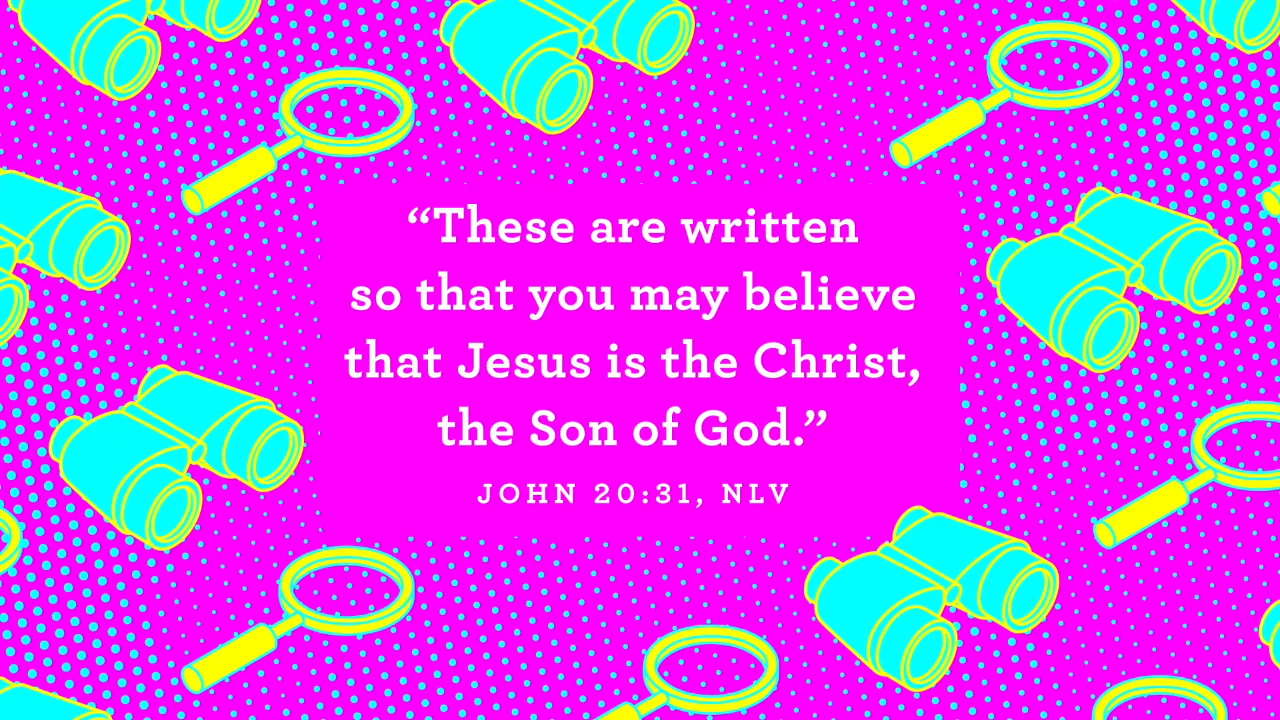 “These are written
so that you may believe
that Jesus is the Christ,
the Son of God.”
JOHN 20:31, NLV